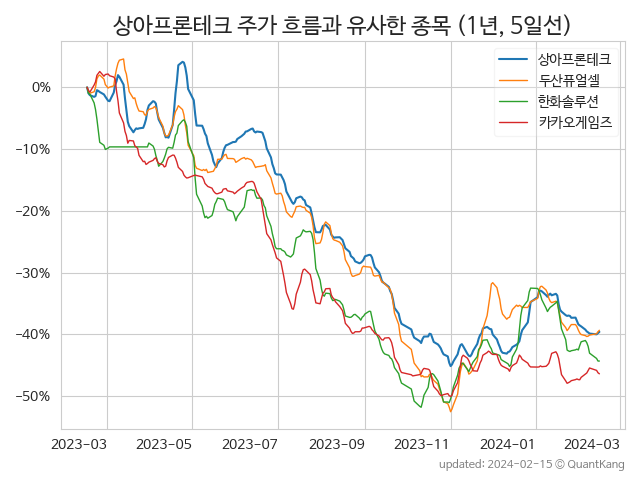 상아프론테크 주가 흐름과 유사한 종목 (1년, 5일선)
상아프론테크
두산퓨얼셀
한화솔루션
카카오게임즈
0%
−10%
−20%
−30%
−40%
−50%
2023-03 2023-05 2023-07 2023-09 2023-11 2024-01 2024-03
updated: 2024-02-15 © QuantKang